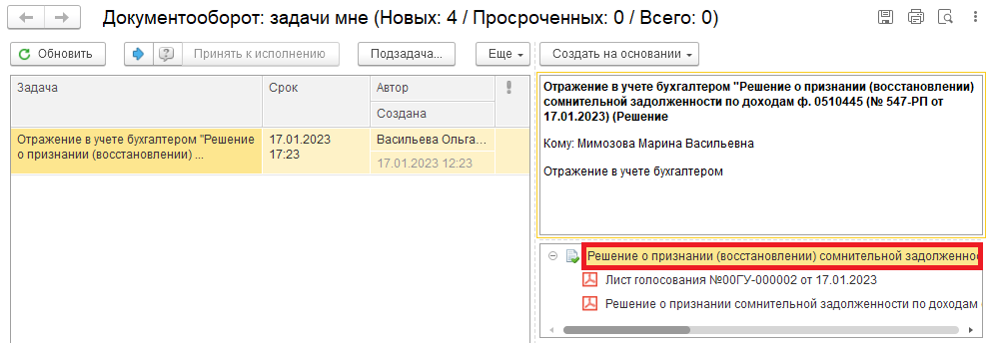 Документооборот: задачи мне (Новых: 4 / Просроченных: 0 / Всего: 0)
Обновить
Принять к исполнению
Подзадача...
Еще
Создать на основании
Задача
Срок
Автор
Создана
Отражение в учете бухгалтером "Решение
о признании (восстановлении) ...
17.01.2023
17:23
Васильева Ольга...
17.01.2023 12:23
Отражение в учете бухгалтером "Решение о признании (восстановлении)
сомнительной задолженности по доходам ф. 0510445 (№ 547-РП от
17.01.2023) (Решение
Кому: Мимозова Марина Васильевна
Отражение в учете бухгалтером
Решение о признании (восстановлении) сомнительной задолженнос
Лист голосования №00ГУ-000002 от 17.01.2023
Решение о признании сомнительной задолженности по доходам